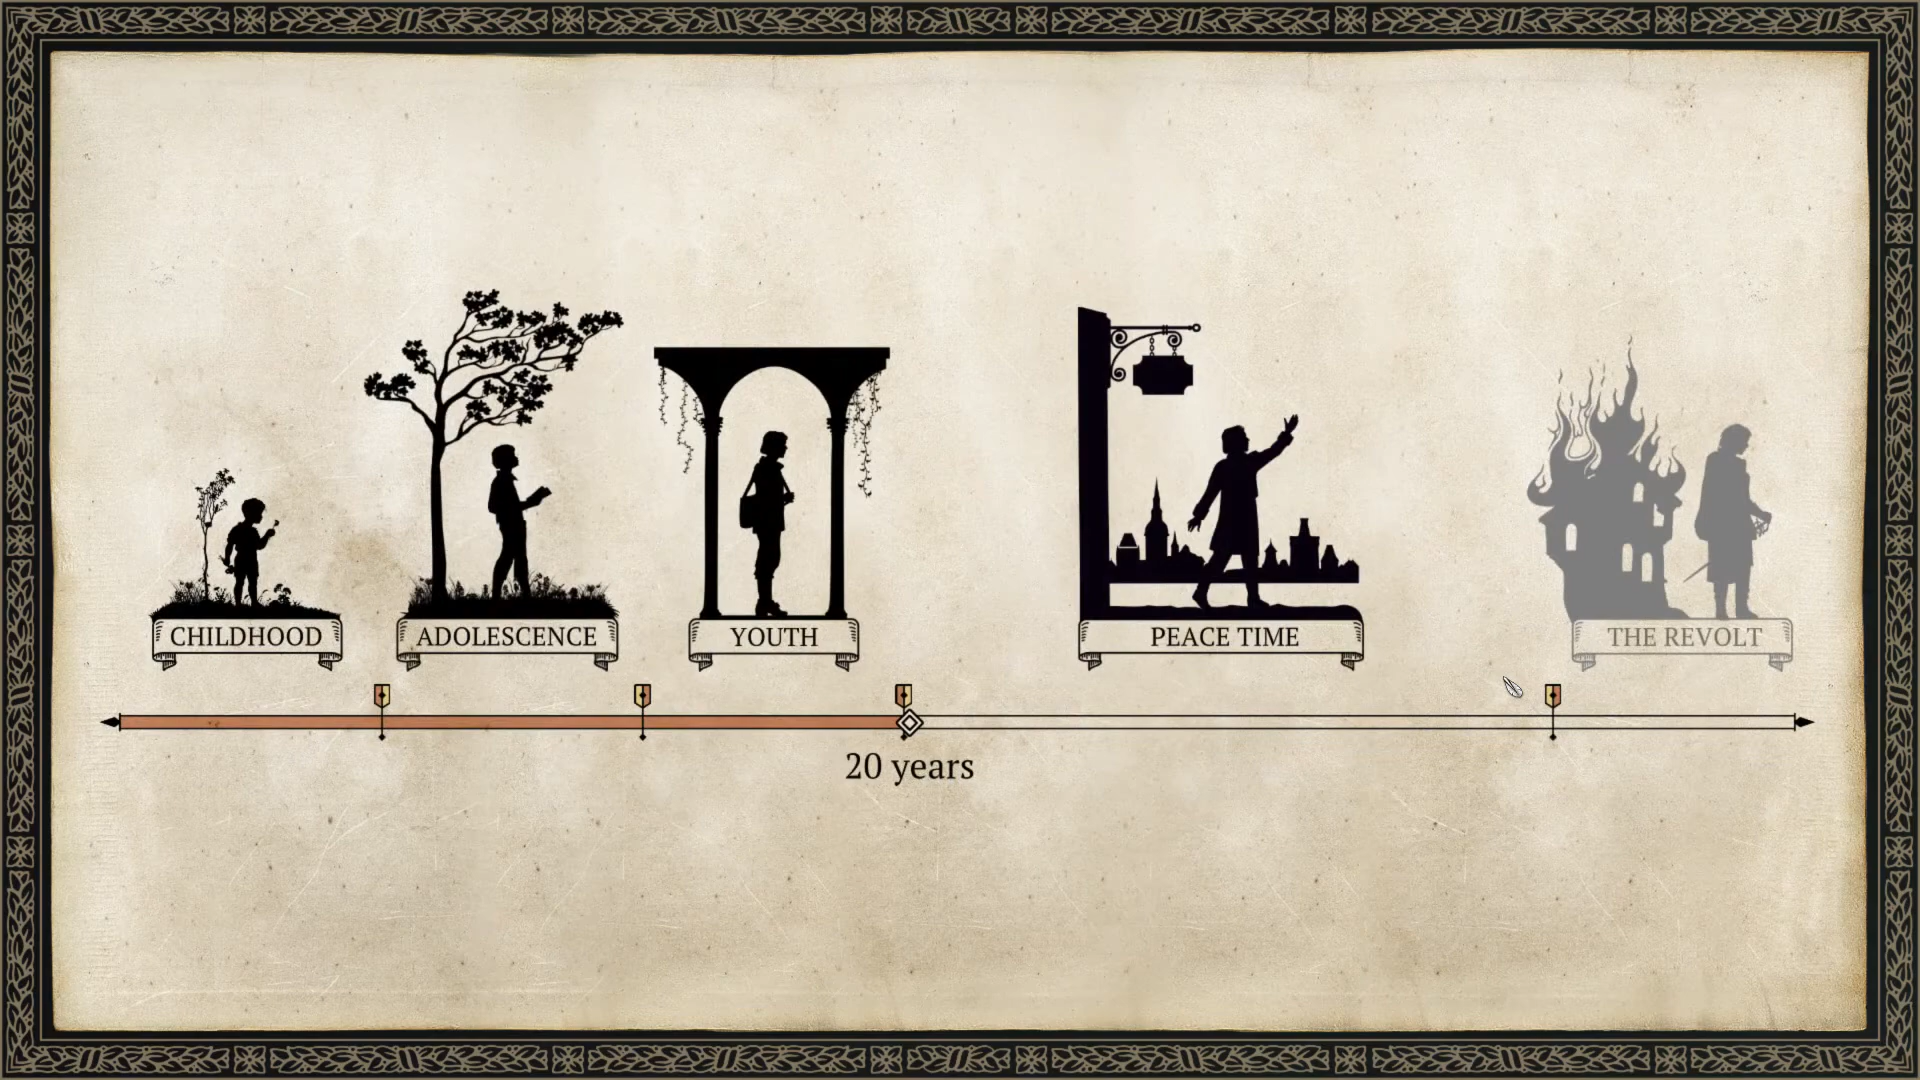 CHILDHOOD
ADOLESCENCE
YOUTH
PEACE TIME
THE REVOLT
20 years